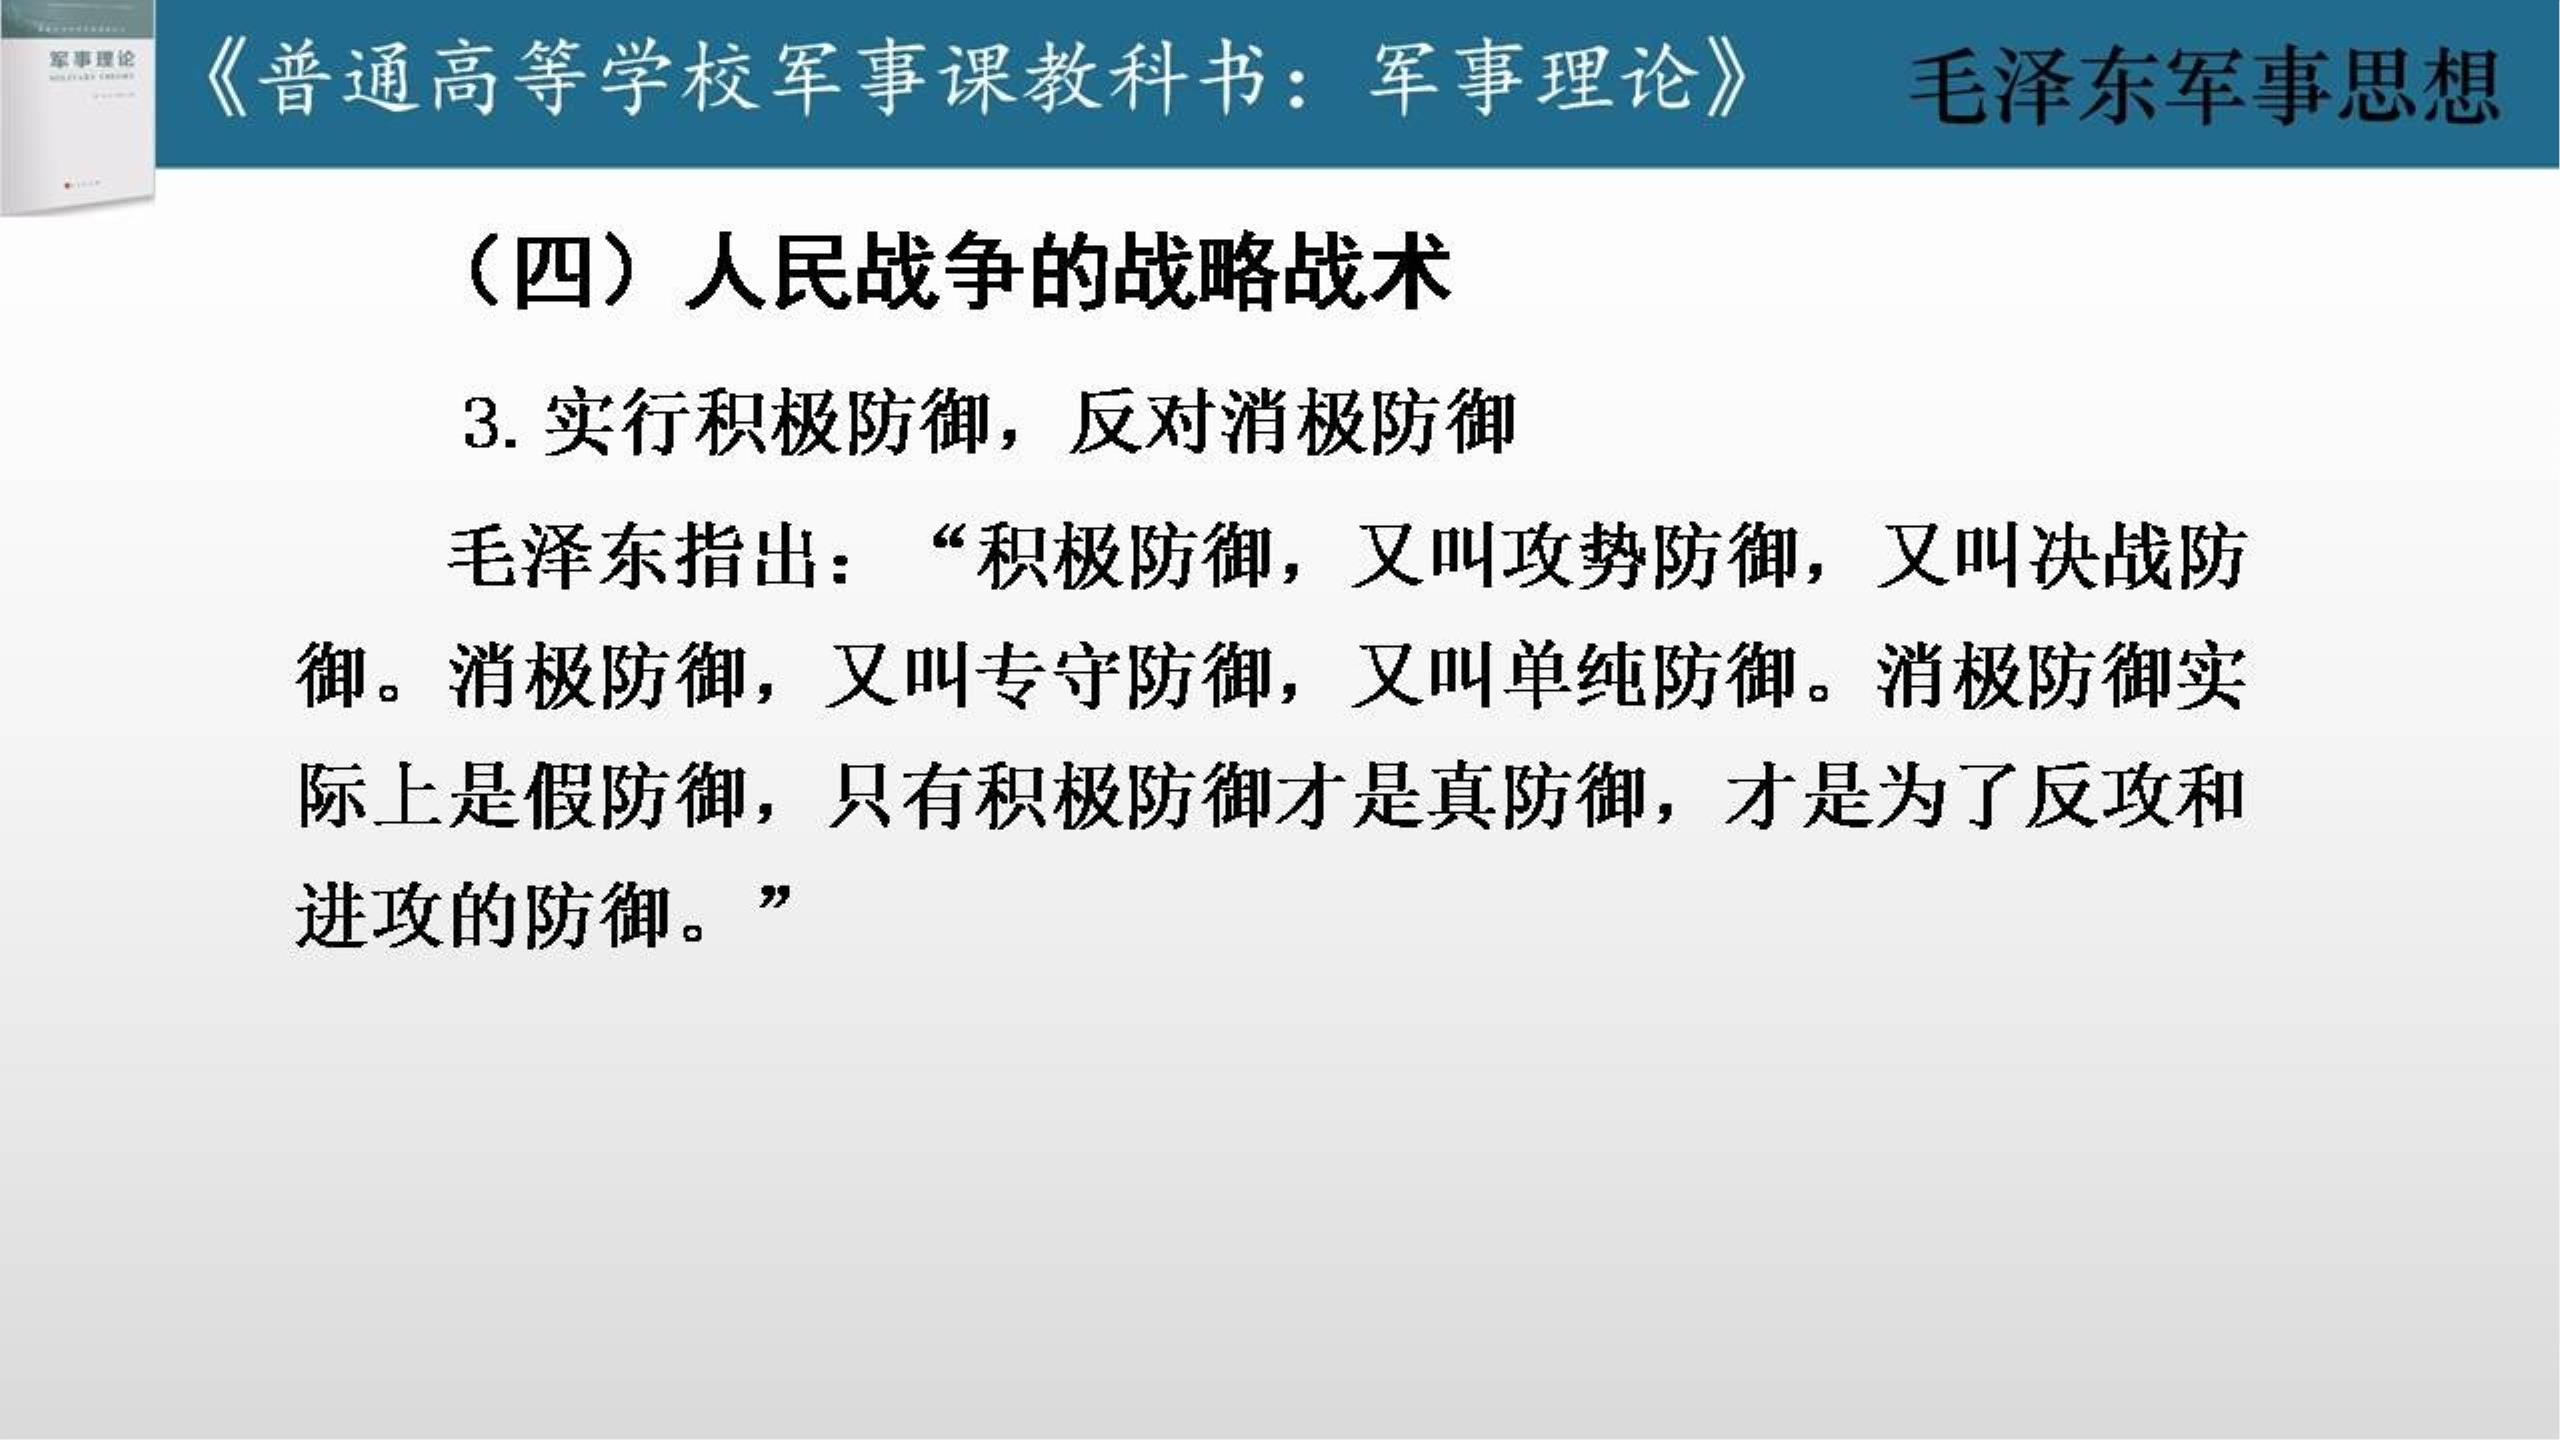 军事理论
MILITARY THEORY
《普通高等学校军事课教科书：军事理论》
毛泽东军事思想
（四）人民战争的战略战术
3. 实行积极防御，反对消极防御
毛泽东指出：“积极防御，又叫攻势防御，又叫决战防
御。消极防御，又叫专守防御，又叫单纯防御。消极防御实
际上是假防御，只有积极防御才是真防御，才是为了反攻和
进攻的防御。”